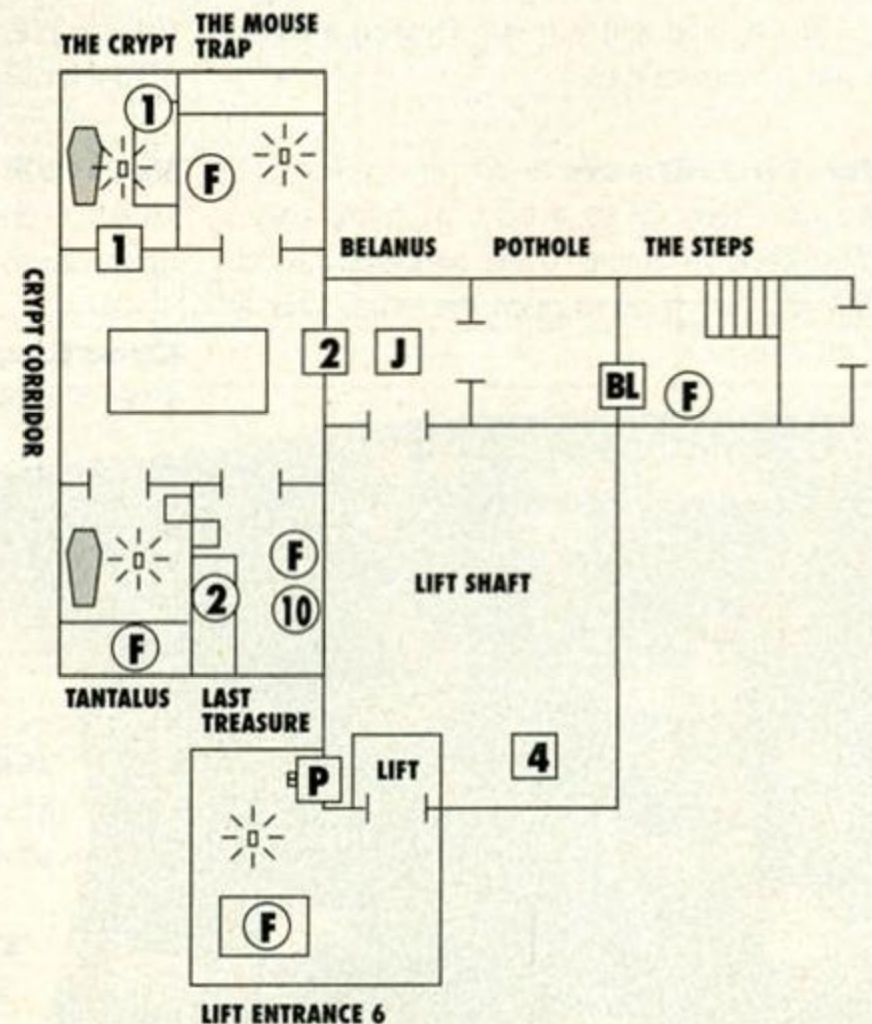 THE CRYPT
THE MOUSE
TRAP
1
F
1
BELANUS
POTHOLE
THE STEPS
CRYPT CORRIDOR
2
J
BL
F
F
2
10
LIFT SHAFT
F
TANTALUS
LAST
TREASURE
P
LIFT
4
F
LIFT ENTRANCE 6